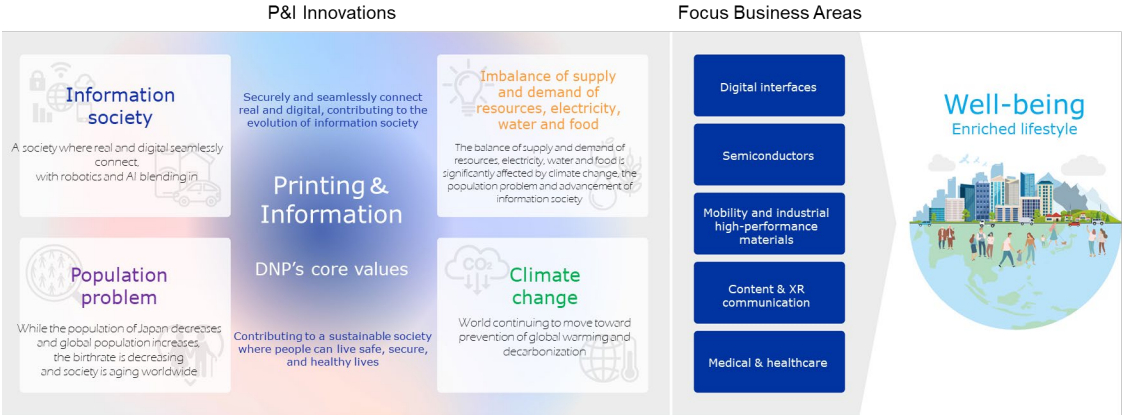 P&I Innovations
Focus Business Areas
Information
society
A society where real and digital seamlessly
connect,
with robotics and AI blending in
Securely and seamlessly connect
real and digital, contributing to the
evolution of information society
Imbalance of supply
and demand of
resources, electricity,
water and food
The balance of supply and demand of
resources, electricity, water and food is
significantly affected by climate change, the
population problem and advancement of
information society
Printing &
Information
DNP's core values
Population
problem
While the population of Japan decreases
and global population increases,
the birthrate is decreasing
and society is aging worldwide
Contributing to a sustainable society
where people can live safe, secure,
and healthy lives
CO₂
Climate
change
World continuing to move toward
prevention of global warming and
decarbonization
Digital interfaces
Semiconductors
Mobility and industrial
high-performance
materials
Content & XR
communication
Medical & healthcare
Well-being
Enriched lifestyle